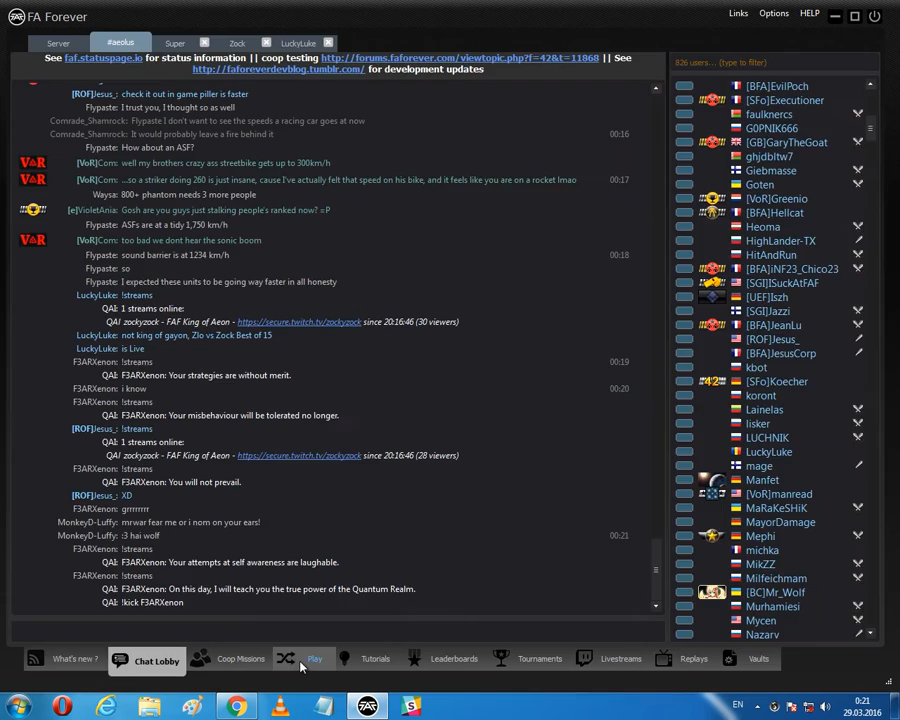 FA Forever
Links Options HELP
Server #aeolus Super Zock LuckyLuke
See faf.statuspage.io for status information || coop testing http://forums.faforever.com/viewtopic.php?f=42&t=11868 || See
http://faforeverdevblog.tumblr.com/ for development updates
826 users... (type to filter)
[ROF]Jesus_: check it out in game piller is faster
Flypaste: I trust you, I thought so as well
Comrade_Shamrock: Flypaste I don't want to see the speeds a racing car goes at now
Comrade_Shamrock: It would probably leave a fire behind it 00:16
Flypaste: How about an ASF?
[VoR]Com: well my brothers crazy ass streetbike gets up to 300km/h
[VoR]Com: ...so a striker doing 260 is just insane, cause I've actually felt that speed on his bike, and it feels like you are on a rocket lmao 00:17
Waysa: 800+ phantom needs 3 more people
[e]VioletAnia: Gosh are you guys just stalking people's ranked now? =P
Flypaste: ASFs are at a tidy 1,750 km/h
[VoR]Com: too bad we dont hear the sonic boom
Flypaste: sound barrier is at 1234 km/h 00:18
Flypaste: so
Flypaste: I expected these units to be going way faster in all honesty
LuckyLuke: !streams
QAI: 1 streams online:
QAI zockyzock - FAF King of Aeon - https://secure.twitch.tv/zockyzock since 20:16:46 (30 viewers)
LuckyLuke: not king of gayon, Zlo vs Zock Best of 15
LuckyLuke: is Live
F3ARXenon: !streams 00:19
QAI: F3ARXenon: Your strategies are without merit.
F3ARXenon: i know 00:20
F3ARXenon: !streams
QAI: F3ARXenon: Your misbehaviour will be tolerated no longer.
[ROF]Jesus_: !streams
QAI: 1 streams online:
QAI zockyzock - FAF King of Aeon - https://secure.twitch.tv/zockyzock since 20:16:46 (28 viewers)
F3ARXenon: !streams
QAI: F3ARXenon: You will not prevail.
[ROF]Jesus_: XD
F3ARXenon: grrrrrrrr
MonkeyD-Luffy: mrwar fear me or i nom on your ears!
MonkeyD-Luffy: :3 hai wolf 00:21
F3ARXenon: !streams
QAI: F3ARXenon: Your attempts at self awareness are laughable.
F3ARXenon: !streams
QAI: F3ARXenon: On this day, I will teach you the true power of the Quantum Realm.
QAI: !kick F3ARXenon
[BFA]EvilPoch
[SFo]Executioner
faulknercs
G0PNIK666
[GB]GaryTheGoat
ghjdbltw7
Giebmasse
Goten
[VoR]Greenio
[BFA]Hellcat
Heoma
HighLander-TX
HitAndRun
[BFA]iNF23_Chico23
[SGI]ISuckAtFAF
[UEF]Iszh
[SGI]Jazzi
[BFA]JeanLu
[ROF]Jesus_
[BFA]JesusCorp
kbot
[SFo]Koecher
koront
Lainelas
lisker
LUCHNIK
LuckyLuke
mage
Manfet
[VoR]manread
MaRaKeSHiK
MayorDamage
Mephi
michka
MikZZ
Milfeichmam
[BC]Mr_Wolf
Murhamiesi
Mycen
Nazarv
What's new ? Chat Lobby Coop Missions Play Tutorials Leaderboards Tournaments Livestreams Replays Vaults
EN 0:21
29.03.2016